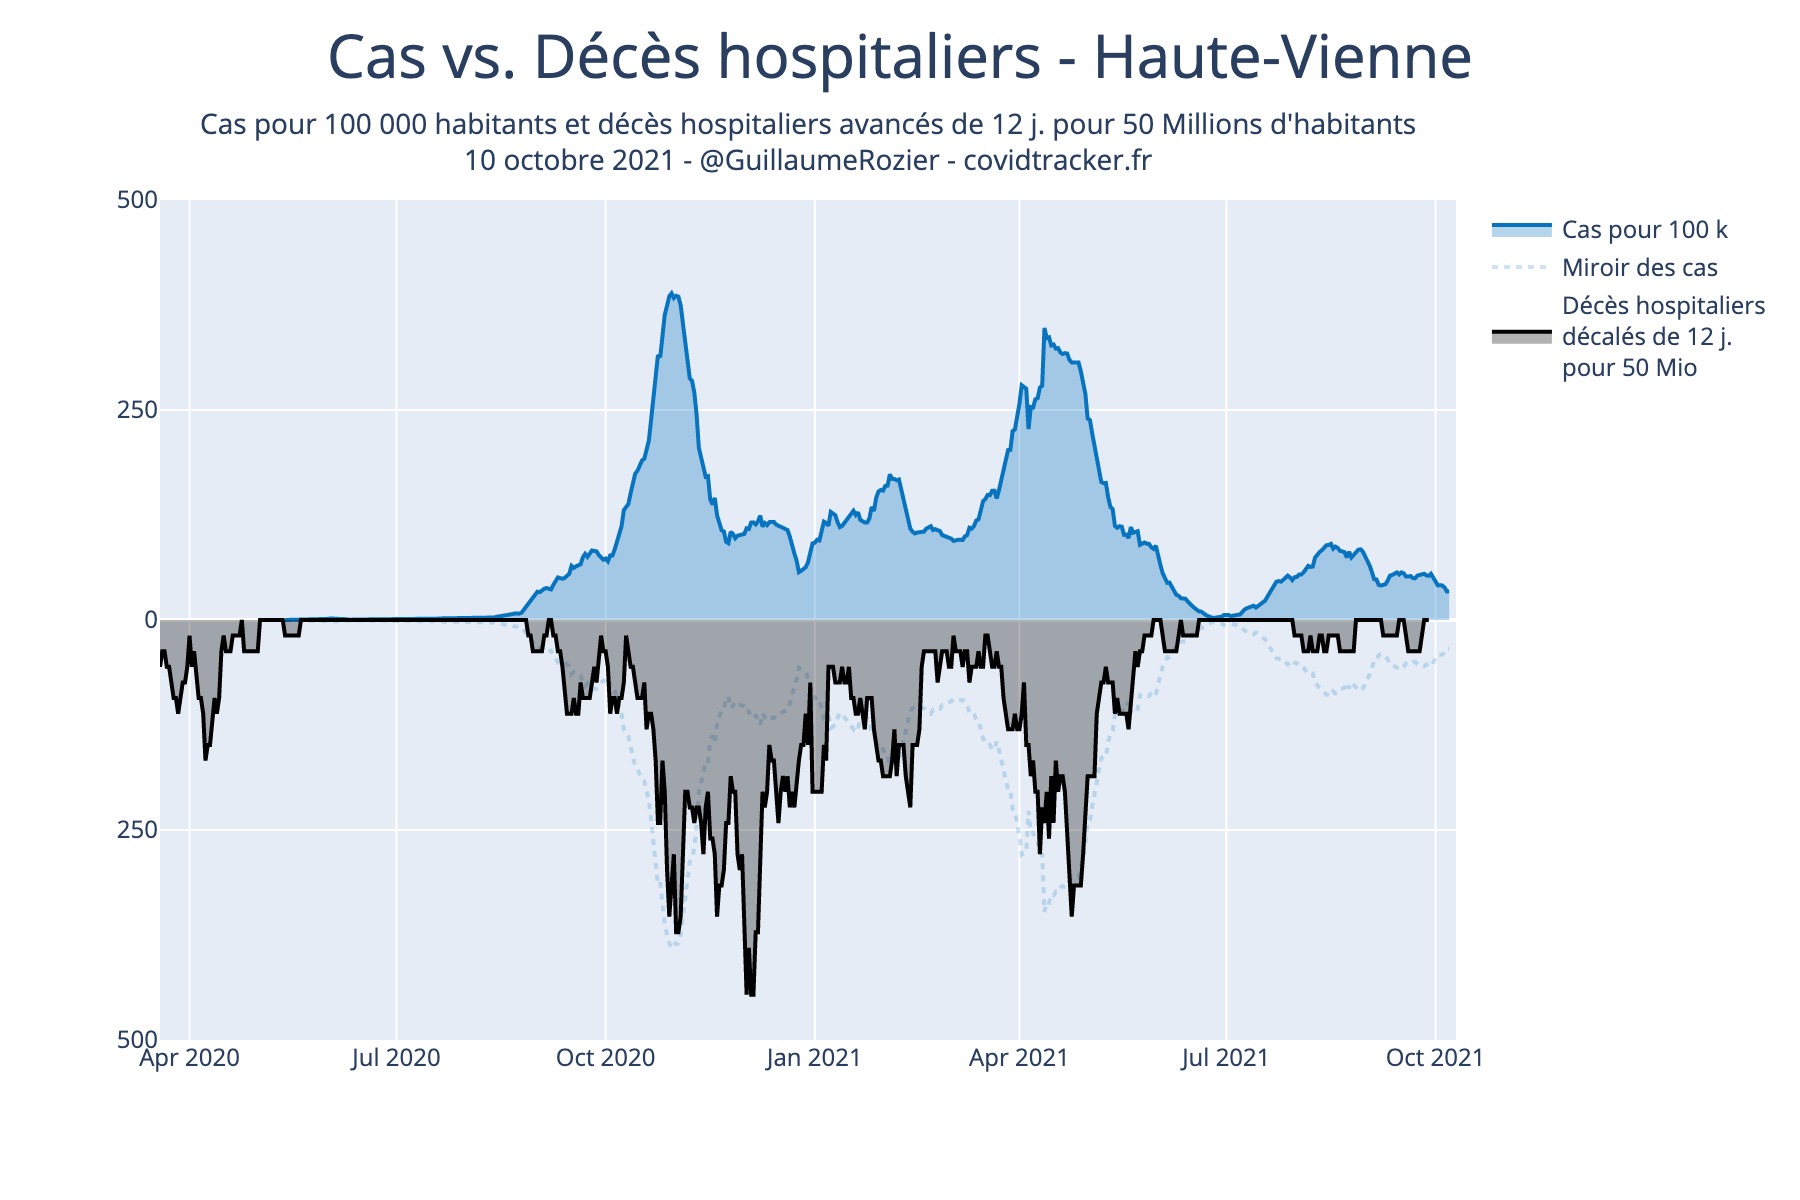 Cas vs. Décès hospitaliers - Haute-Vienne
Cas pour 100 000 habitants et décès hospitaliers avancés de 12 j. pour 50 Millions d'habitants
10 octobre 2021 - @GuillaumeRozier - covidtracker.fr
500
250
0
250
500
Apr 2020
Jul 2020
Oct 2020
Jan 2021
Apr 2021
Jul 2021
Oct 2021
Cas pour 100 k
Miroir des cas
Décès hospitaliers
décalés de 12 j.
pour 50 Mio